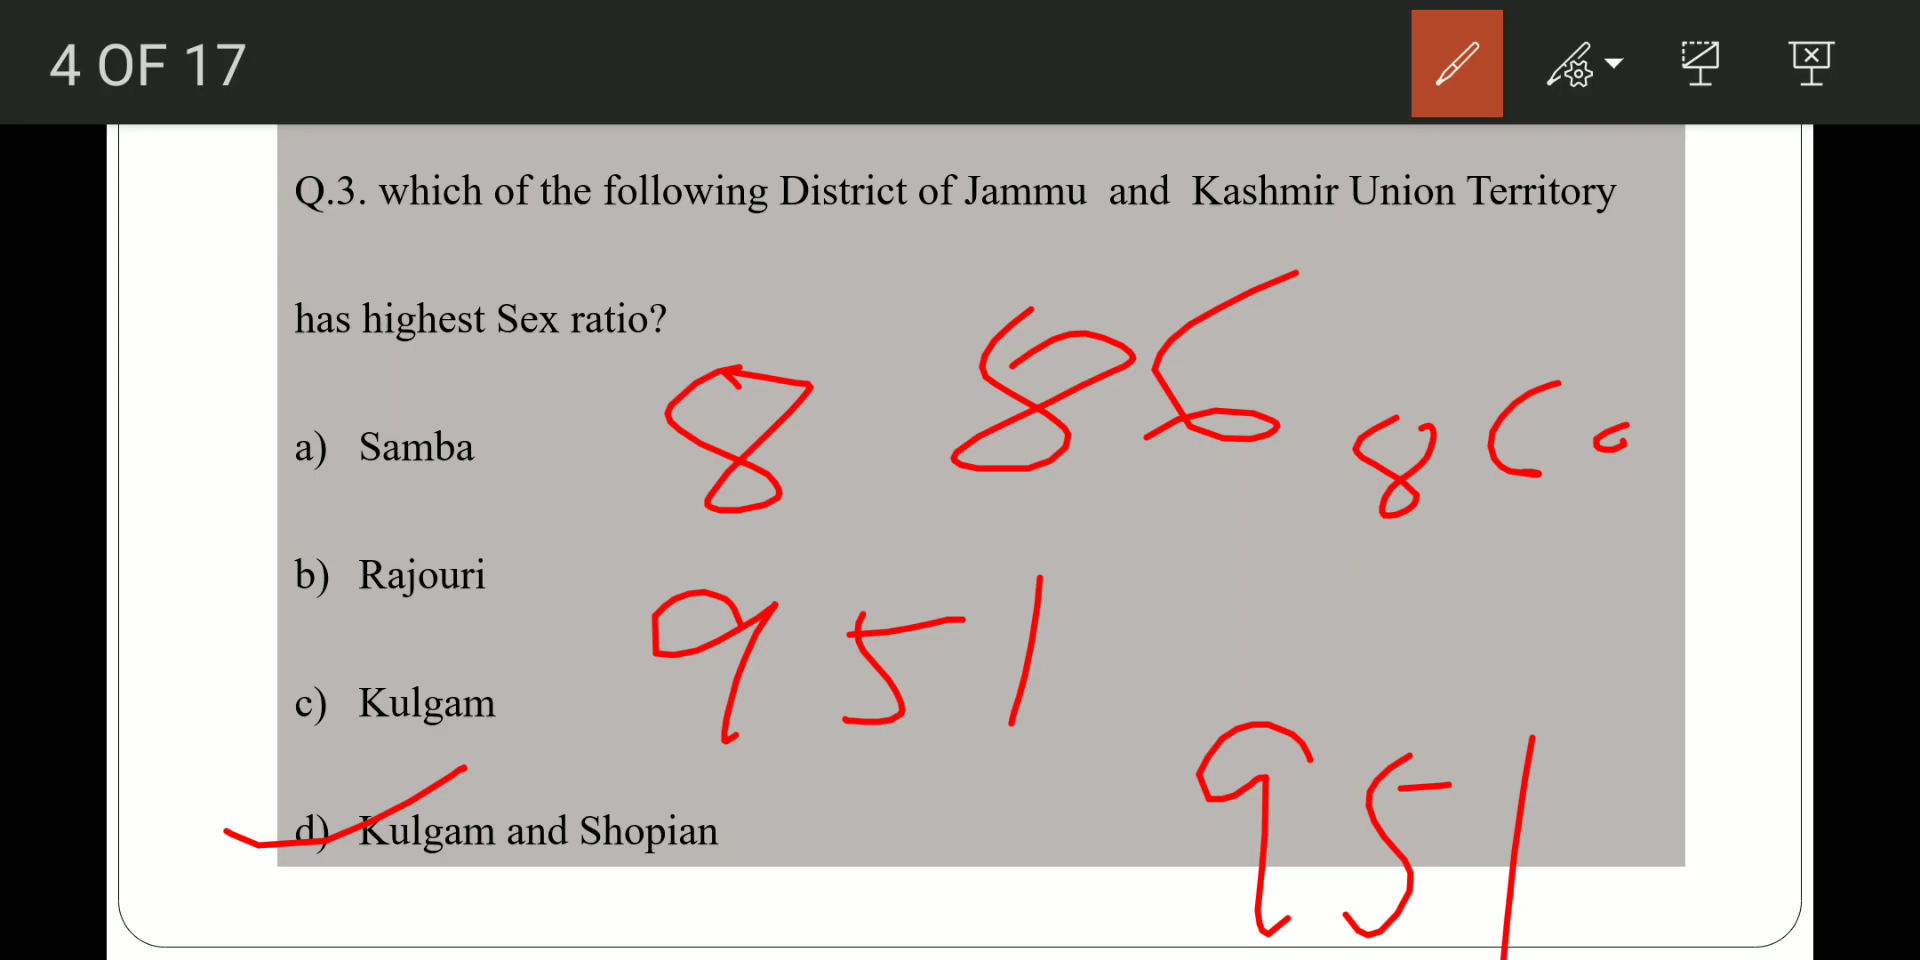 4 OF 17
Q.3. which of the following District of Jammu and Kashmir Union Territory
has highest Sex ratio?
8 86
a) Samba
b) Rajouri
951
c) Kulgam
d) Kulgam and Shopian
951